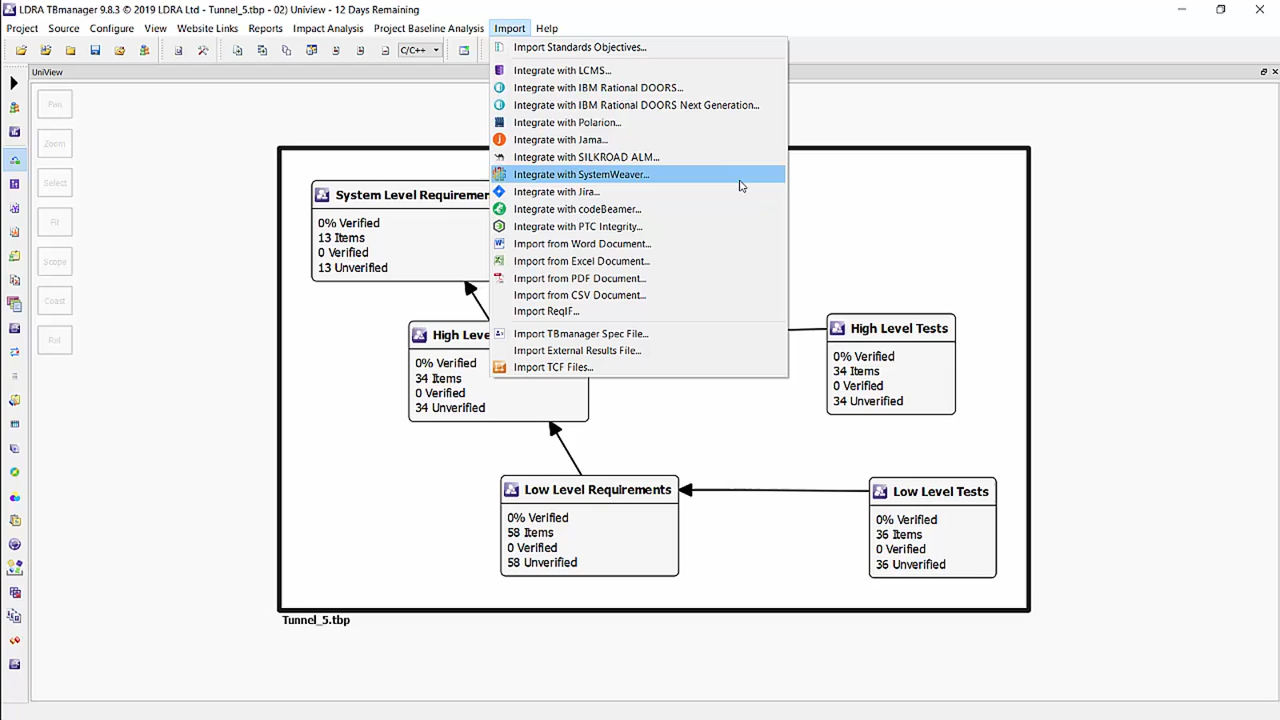 LDRA TBmanager 9.8.3 © 2019 LDRA Ltd - Tunnel_5.tbp - 02) Uniview - 12 Days Remaining
Project Source Configure View Website Links Reports Impact Analysis Project Baseline Analysis Import Help
C/C++
UniView
Pan
Zoom
Select
Fit
Scope
Coast
Rel
Import Standards Objectives...
Integrate with LCMS...
Integrate with IBM Rational DOORS...
Integrate with IBM Rational DOORS Next Generation...
Integrate with Polarion...
Integrate with Jama...
Integrate with SILKROAD ALM...
Integrate with SystemWeaver...
Integrate with Jira...
Integrate with codeBeamer...
Integrate with PTC Integrity...
Import from Word Document...
Import from Excel Document...
Import from PDF Document...
Import from CSV Document...
Import ReqIF...
Import TBmanager Spec File...
Import External Results File...
Import TCF Files...
System Level Requiremen
0% Verified
13 Items
0 Verified
13 Unverified
High Leve
0% Verified
34 Items
0 Verified
34 Unverified
High Level Tests
0% Verified
34 Items
0 Verified
34 Unverified
Low Level Requirements
0% Verified
58 Items
0 Verified
58 Unverified
Low Level Tests
0% Verified
36 Items
0 Verified
36 Unverified
Tunnel_5.tbp